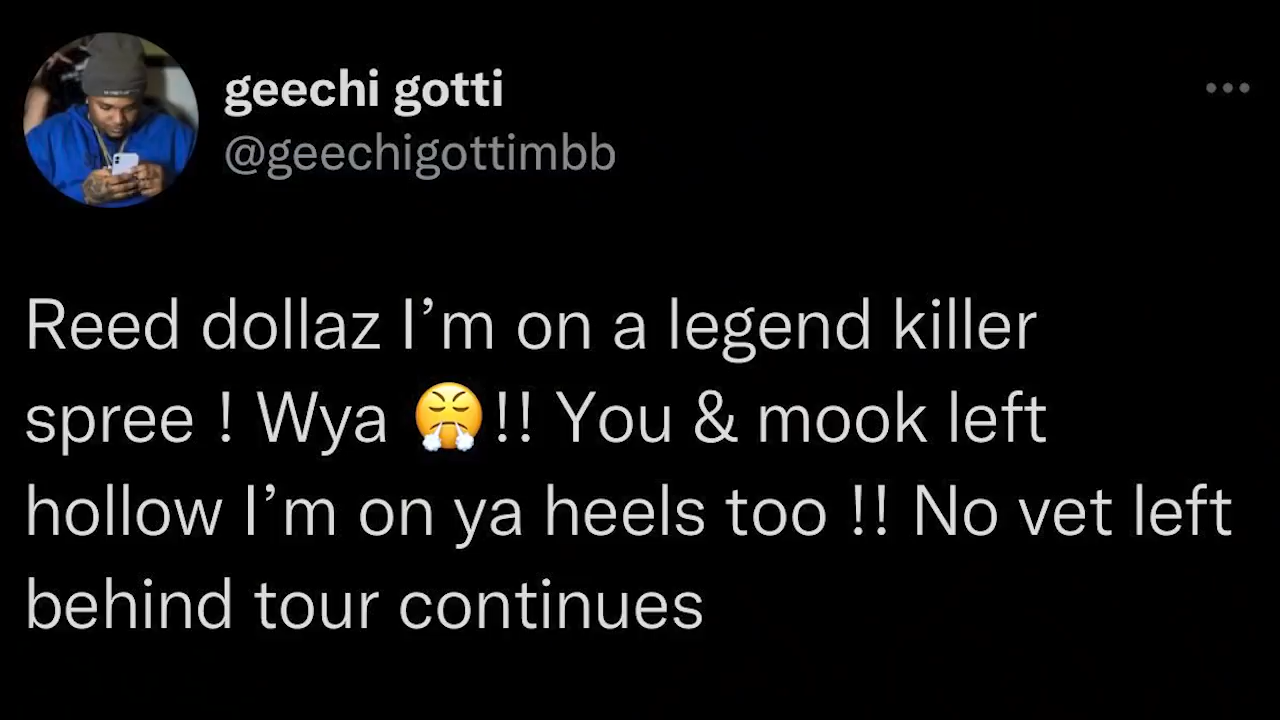 geechi gotti
@geechigottimbb
Reed dollaz I’m on a legend killer
spree ! Wya 😤!! You & mook left
hollow I’m on ya heels too !! No vet left
behind tour continues